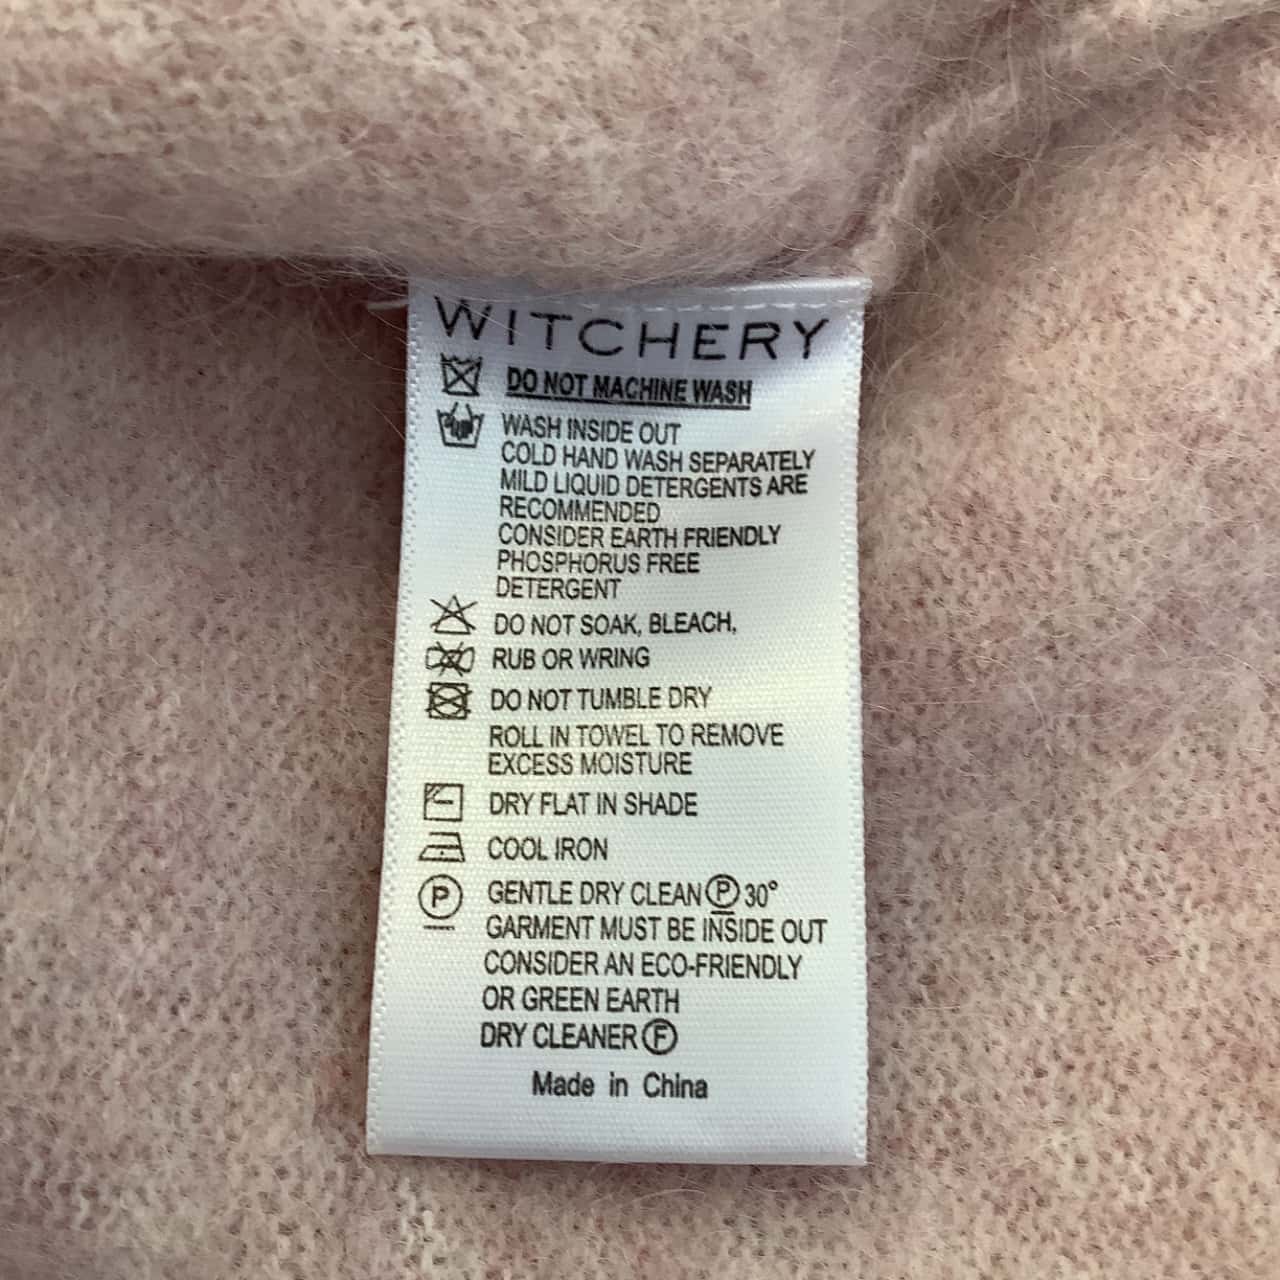 WITCHERY
DO NOT MACHINE WASH
WASH INSIDE OUT
COLD HAND WASH SEPARATELY
MILD LIQUID DETERGENTS ARE
RECOMMENDED
CONSIDER EARTH FRIENDLY
PHOSPHORUS FREE
DETERGENT
DO NOT SOAK, BLEACH,
RUB OR WRING
DO NOT TUMBLE DRY
ROLL IN TOWEL TO REMOVE
EXCESS MOISTURE
DRY FLAT IN SHADE
COOL IRON
P GENTLE DRY CLEAN Ⓟ 30°
GARMENT MUST BE INSIDE OUT
CONSIDER AN ECO-FRIENDLY
OR GREEN EARTH
DRY CLEANER Ⓕ
Made in China